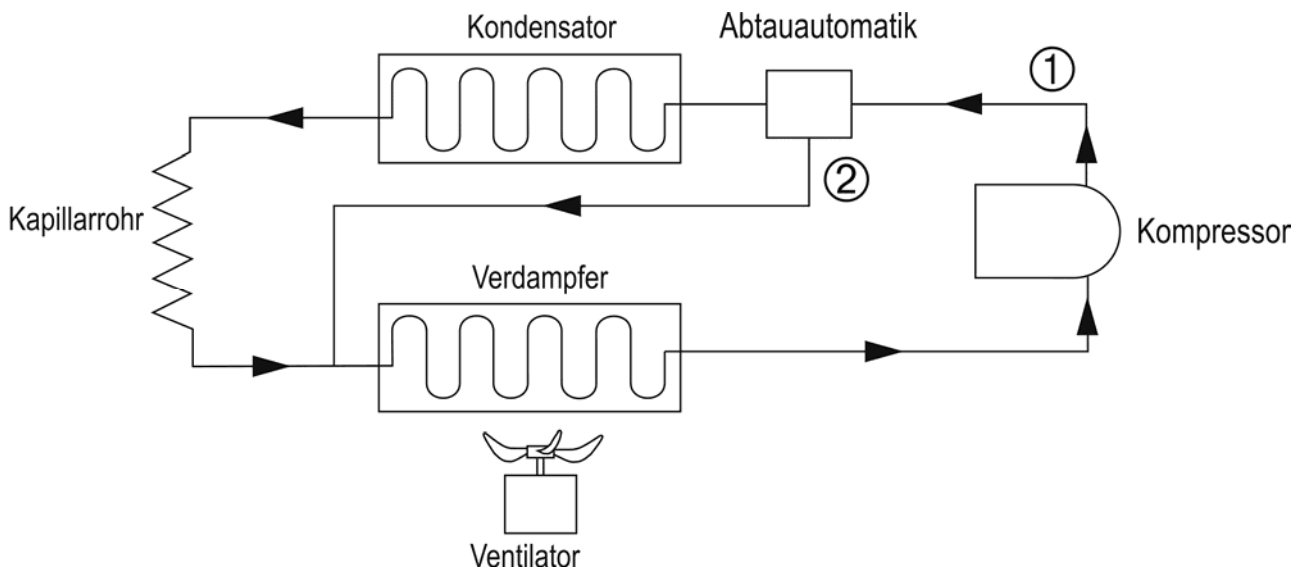 Kondensator
Abtauautomatik
①
②
Kapillarrohr
Kompressor
Verdampfer
Ventilator